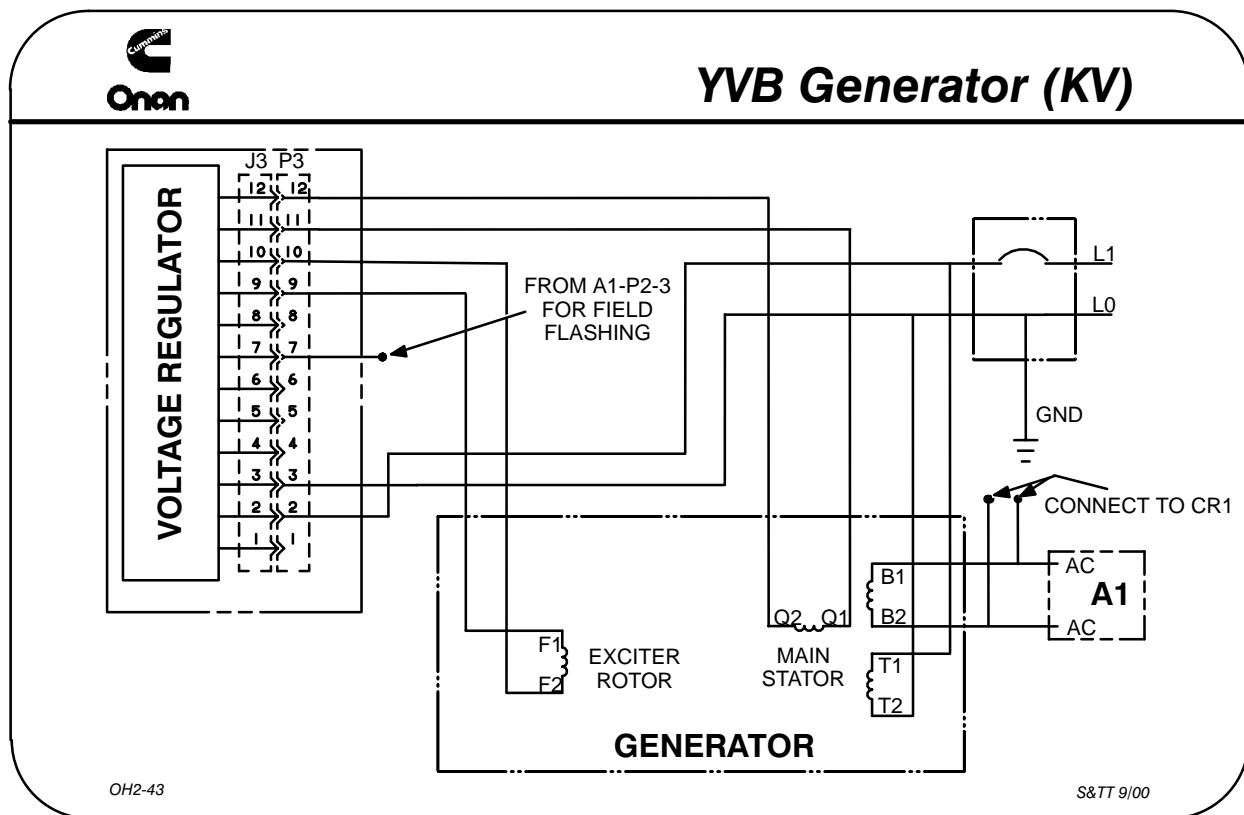 Cummins
Onan
YVB Generator (KV)
J3 P3
VOLTAGE REGULATOR
12 12
11 11
10 10
9 9
8 8
7 7
6 6
5 5
4 4
3 3
2 2
1 1
FROM A1-P2-3
FOR FIELD
FLASHING
L1
L0
GND
CONNECT TO CR1
AC
A1
AC
B1
B2
Q2 Q1
MAIN
STATOR
T1
T2
F1
F2
EXCITER
ROTOR
GENERATOR
OH2-43
S&TT 9/00